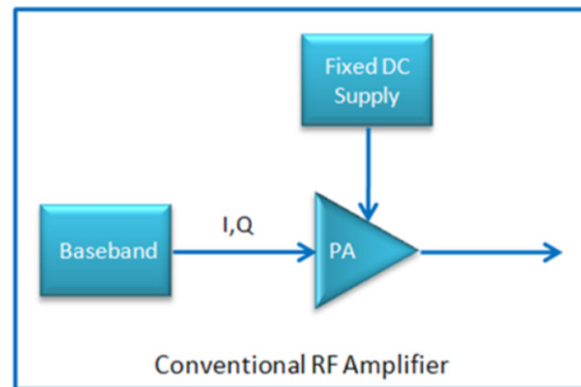 Fixed DC
Supply
I,Q
Baseband
PA
Conventional RF Amplifier